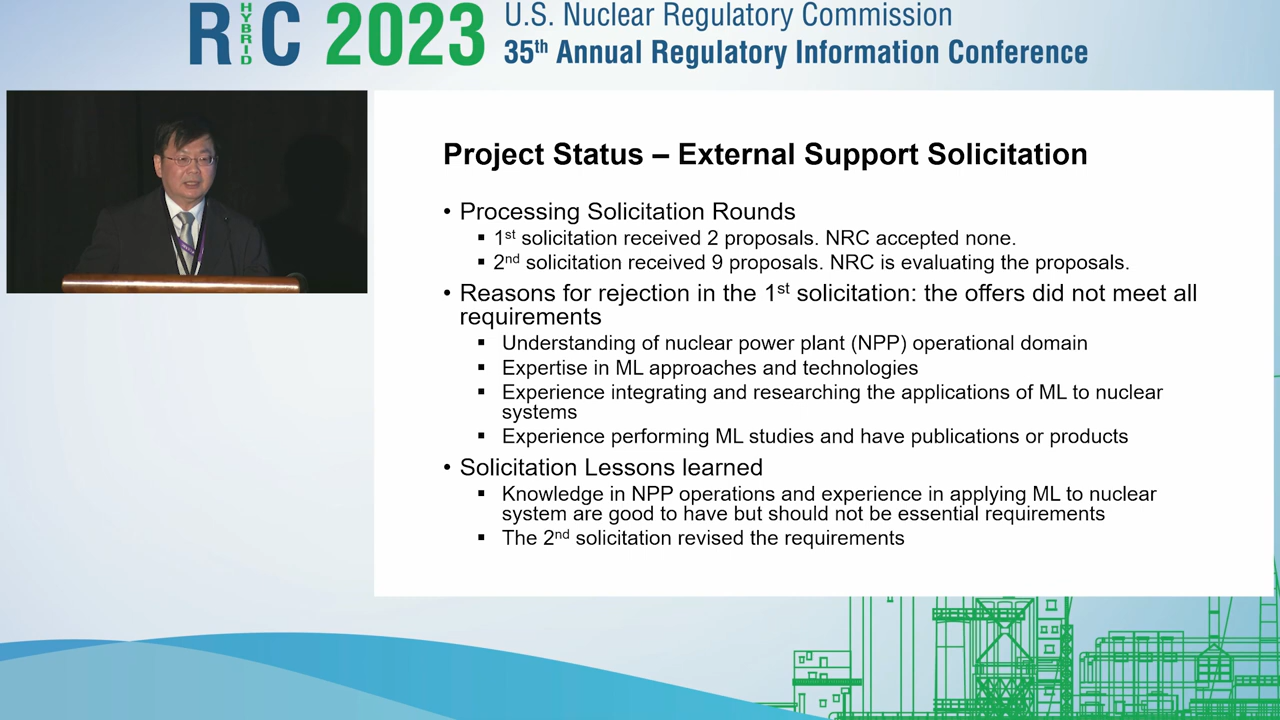 RIC 2023
HYBRID
U.S. Nuclear Regulatory Commission
35th Annual Regulatory Information Conference
Project Status – External Support Solicitation
• Processing Solicitation Rounds
▪ 1st solicitation received 2 proposals. NRC accepted none.
▪ 2nd solicitation received 9 proposals. NRC is evaluating the proposals.
• Reasons for rejection in the 1st solicitation: the offers did not meet all
requirements
▪ Understanding of nuclear power plant (NPP) operational domain
▪ Expertise in ML approaches and technologies
▪ Experience integrating and researching the applications of ML to nuclear
systems
▪ Experience performing ML studies and have publications or products
• Solicitation Lessons learned
▪ Knowledge in NPP operations and experience in applying ML to nuclear
system are good to have but should not be essential requirements
▪ The 2nd solicitation revised the requirements